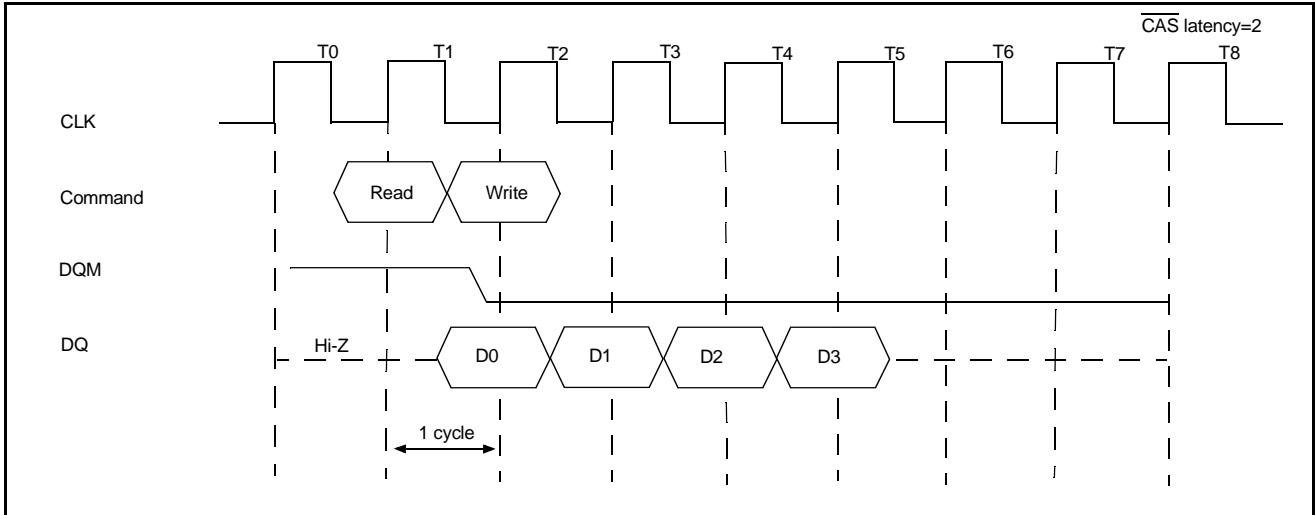 C̅A̅S̅ latency=2
T0 T1 T2 T3 T4 T5 T6 T7 T8
CLK
Command Read Write
DQM
DQ Hi-Z D0 D1 D2 D3
1 cycle